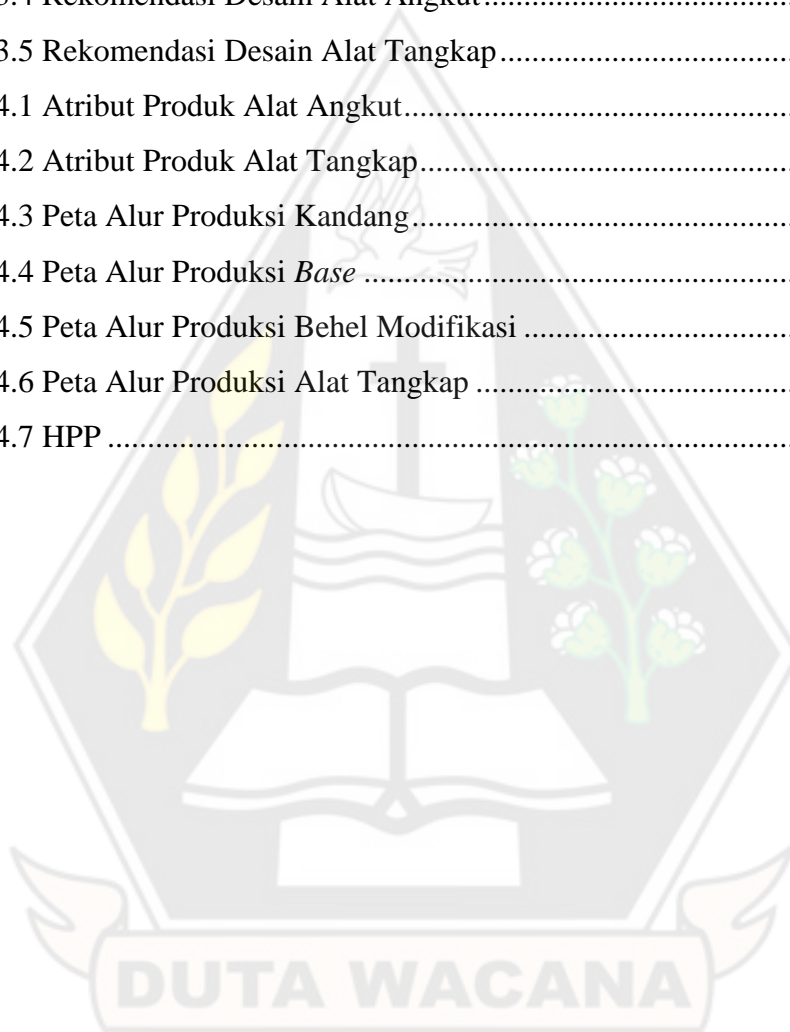 3.4 Rekomendasi Desain Alat Angkut........................................
3.5 Rekomendasi Desain Alat Tangkap......................................
4.1 Atribut Produk Alat Angkut..................................................
4.2 Atribut Produk Alat Tangkap................................................
4.3 Peta Alur Produksi Kandang.................................................
4.4 Peta Alur Produksi Base .......................................................
4.5 Peta Alur Produksi Behel Modifikasi ...................................
4.6 Peta Alur Produksi Alat Tangkap .........................................
4.7 HPP .......................................................................................
DUTA WACANA